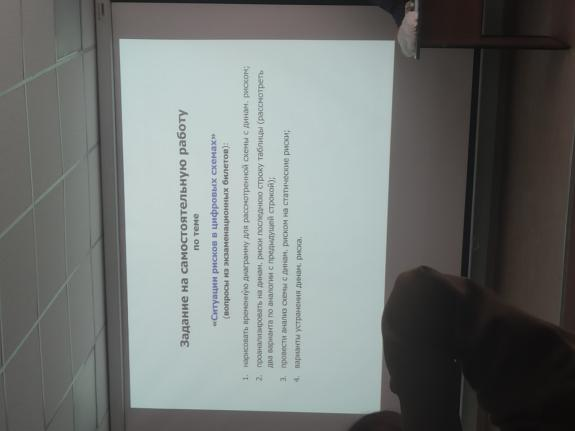 Задание на самостоятельную работу
по теме
«Ситуации рисков в цифровых схемах»
(вопросы из экзаменационных билетов):
1. нарисовать временную диаграмму для рассмотренной схемы с динам. риском;
2. проанализировать на динам. риски последнюю строку таблицы (рассмотреть
два варианта по аналогии с предыдущей строкой);
3. провести анализ схемы с динам. риском на статические риски;
4. варианты устранения динам. риска.